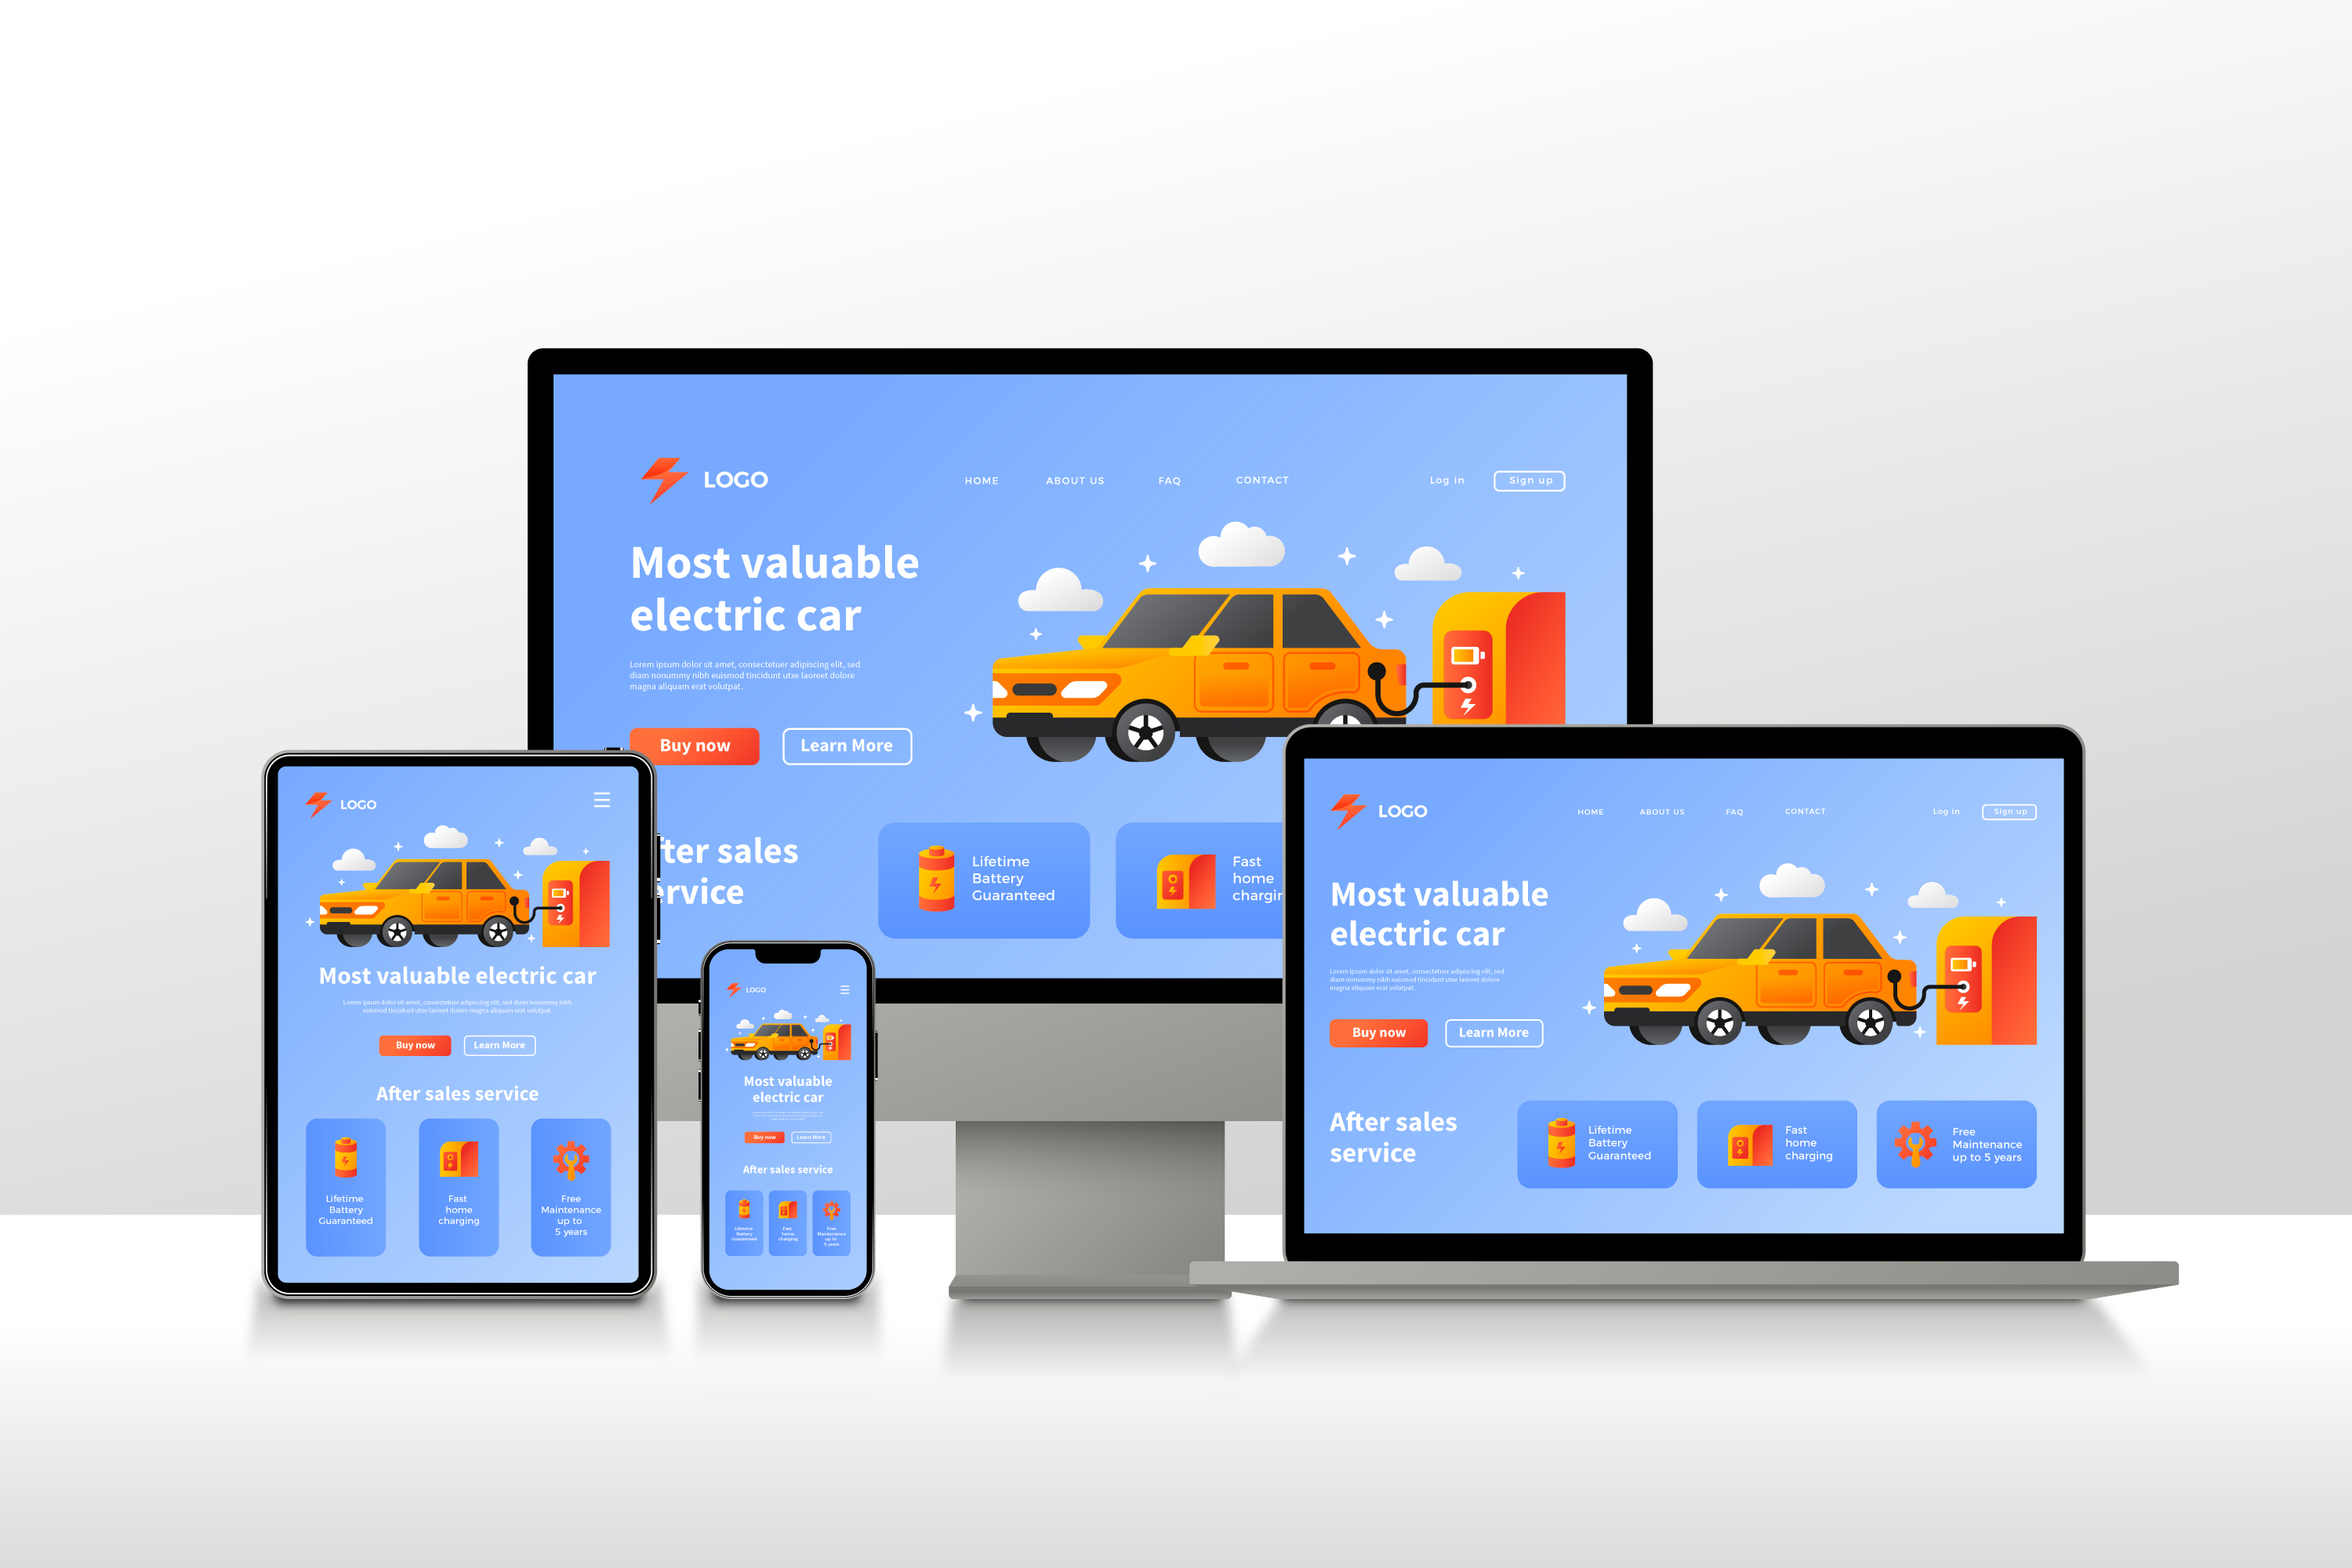 LOGO
HOME
ABOUT US
FAQ
CONTACT
Log in
Sign up
Most valuable
electric car
Lorem ipsum dolor sit amet, consectetuer adipiscing elit, sed
diam nonummy nibh euismod tincidunt utxe laoreet dolore
magna aliquam erat volutpat.
Buy now
Learn More
fter sales
ervice
Lifetime
Battery
Guaranteed
Fast
home
chargin
LOGO
Most valuable electric car
Lorem ipsum dolor sit amet, consectetuer adipiscing elit, sed diam nonummy nibh
euismod tincidunt utxe laoreet dolore magna aliquam erat volutpat.
Buy now
Learn More
After sales service
Lifetime
Battery
Guaranteed
Fast
home
charging
Free
Maintenance
up to
5 years
LOGO
Most valuable
electric car
Buy now
Learn More
After sales service
Lifetime
Battery
Guaranteed
Fast
home
charging
Free
Maintenance
up to
5 years
LOGO
HOME
ABOUT US
FAQ
CONTACT
Log in
Sign up
Most valuable
electric car
Lorem ipsum dolor sit amet, consectetuer adipiscing elit, sed
diam nonummy nibh euismod tincidunt utxe laoreet dolore
magna aliquam erat volutpat.
Buy now
Learn More
After sales
service
Lifetime
Battery
Guaranteed
Fast
home
charging
Free
Maintenance
up to 5 years